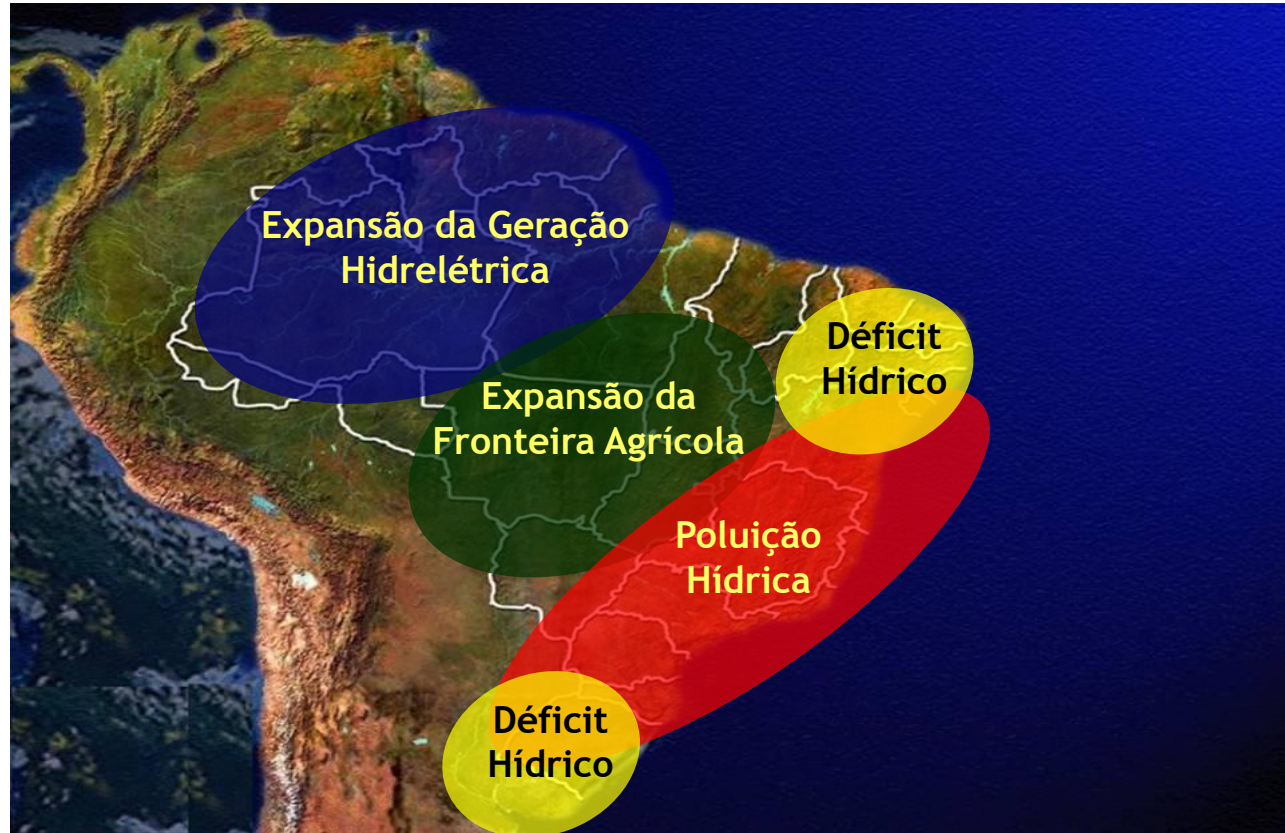 Expansão da Geração
Hidrelétrica
Déficit
Hídrico
Expansão da
Fronteira Agrícola
Poluição
Hídrica
Déficit
Hídrico